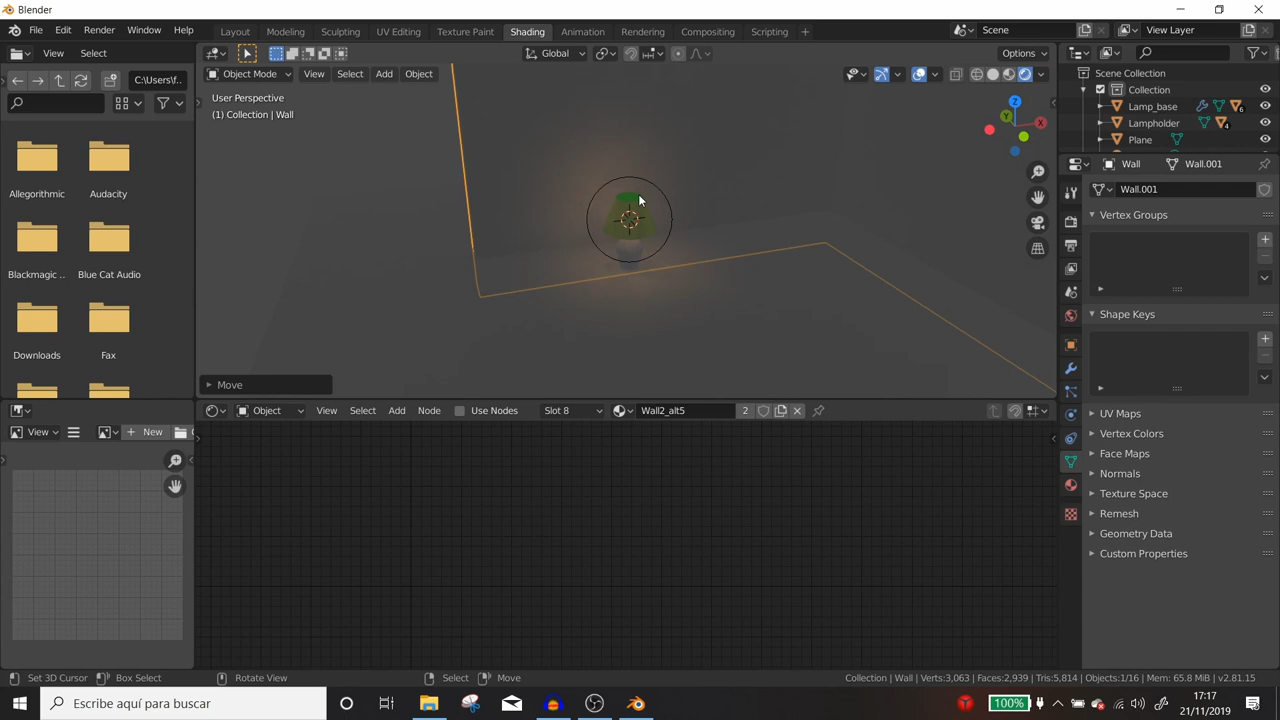 Blender
File Edit Render Window Help Layout Modeling Sculpting UV Editing Texture Paint Shading Animation Rendering Compositing Scripting + Scene View Layer
View Select Global Options
C:\Users\f...
Object Mode View Select Add Object
User Perspective
(1) Collection | Wall
Z
Y
X
Scene Collection
Collection
Lamp_base 6
Lampholder 4
Plane
Wall Wall.001
Wall.001
Vertex Groups
Shape Keys
UV Maps
Vertex Colors
Face Maps
Normals
Texture Space
Remesh
Geometry Data
Custom Properties
Allegorithmic
Audacity
Blackmagic ..
Blue Cat Audio
Downloads
Fax
Move
Object View Select Add Node Use Nodes Slot 8 Wall2_alt5 2
View New
Set 3D Cursor Box Select Rotate View Select Move Collection | Wall Verts:3,063 | Faces:2,939 | Tris:5,814 | Objects:1/16 | Mem: 65.8 MiB | v2.81.15
Escribe aquí para buscar
100%
17:17
21/11/2019